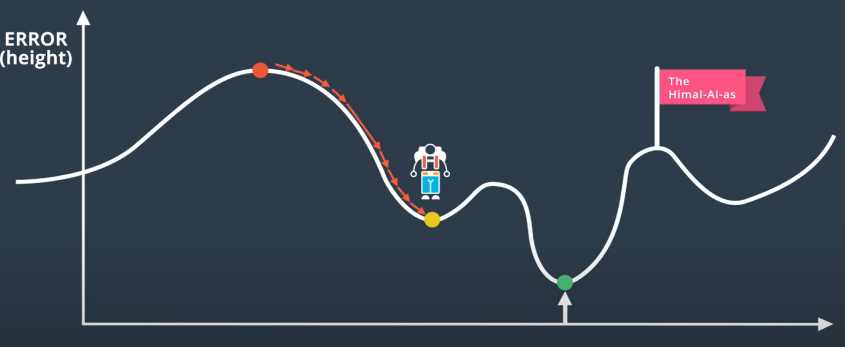 ERROR
(height)
The
Himal-AI-as